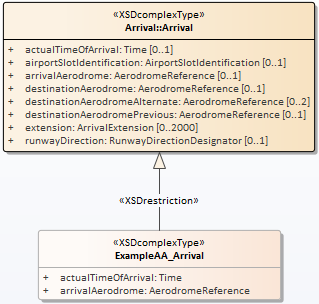 «XSDcomplexType»
Arrival::Arrival
+ actualTimeOfArrival: Time [0..1]
+ airportSlotIdentification: AirportSlotIdentification [0..1]
+ arrivalAerodrome: AerodromeReference [0..1]
+ destinationAerodrome: AerodromeReference [0..1]
+ destinationAerodromeAlternate: AerodromeReference [0..2]
+ destinationAerodromePrevious: AerodromeReference [0..1]
+ extension: ArrivalExtension [0..2000]
+ runwayDirection: RunwayDirectionDesignator [0..1]
«XSDrestriction»
«XSDcomplexType»
ExampleAA_Arrival
+ actualTimeOfArrival: Time
+ arrivalAerodrome: AerodromeReference